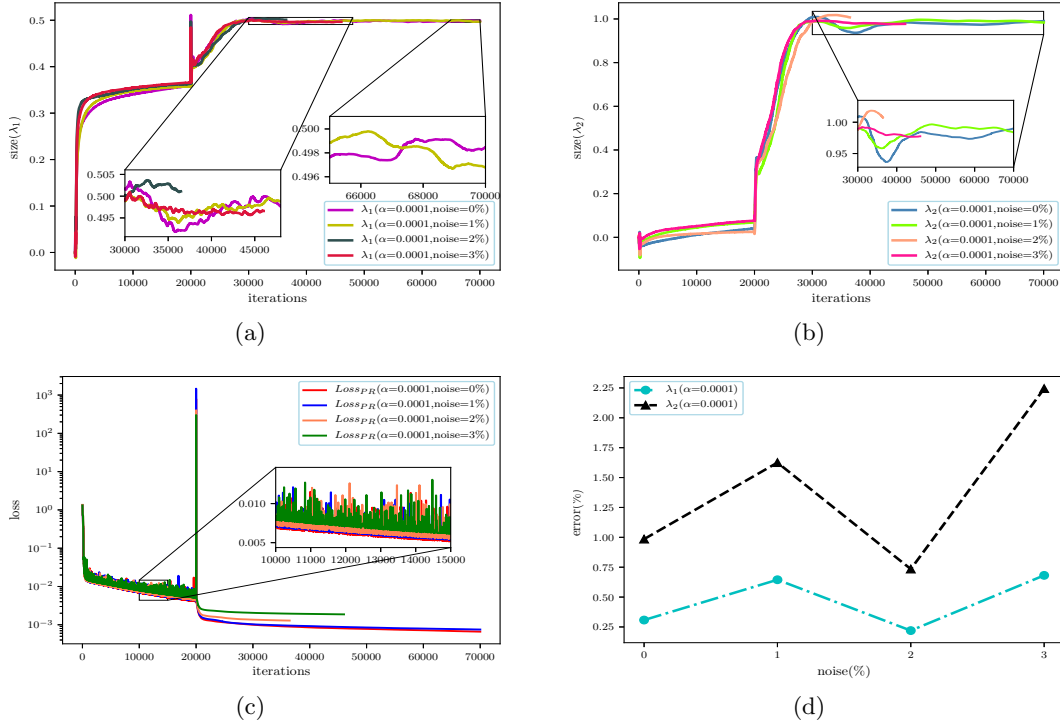 size(λ₁)
0.5
0.4
0.3
0.2
0.1
0.0
0.505
0.500
0.495
30000 35000 40000 45000
0.500
0.498
0.496
66000 68000 70000
λ₁(α=0.0001,noise=0%)
λ₁(α=0.0001,noise=1%)
λ₁(α=0.0001,noise=2%)
λ₁(α=0.0001,noise=3%)
0 10000 20000 30000 40000 50000 60000 70000
iterations
(a)
size(λ₂)
1.0
0.8
0.6
0.4
0.2
0.0
1.00
0.95
30000 40000 50000 60000 70000
λ₂(α=0.0001,noise=0%)
λ₂(α=0.0001,noise=1%)
λ₂(α=0.0001,noise=2%)
λ₂(α=0.0001,noise=3%)
0 10000 20000 30000 40000 50000 60000 70000
iterations
(b)
loss
10³
10²
10¹
10⁰
10⁻¹
10⁻²
10⁻³
Loss_PR(α=0.0001,noise=0%)
Loss_PR(α=0.0001,noise=1%)
Loss_PR(α=0.0001,noise=2%)
Loss_PR(α=0.0001,noise=3%)
0.010
0.005
10000 11000 12000 13000 14000 15000
0 10000 20000 30000 40000 50000 60000 70000
iterations
(c)
error(%)
2.25
2.00
1.75
1.50
1.25
1.00
0.75
0.50
0.25
λ₁(α=0.0001)
λ₂(α=0.0001)
0 1 2 3
noise(%)
(d)